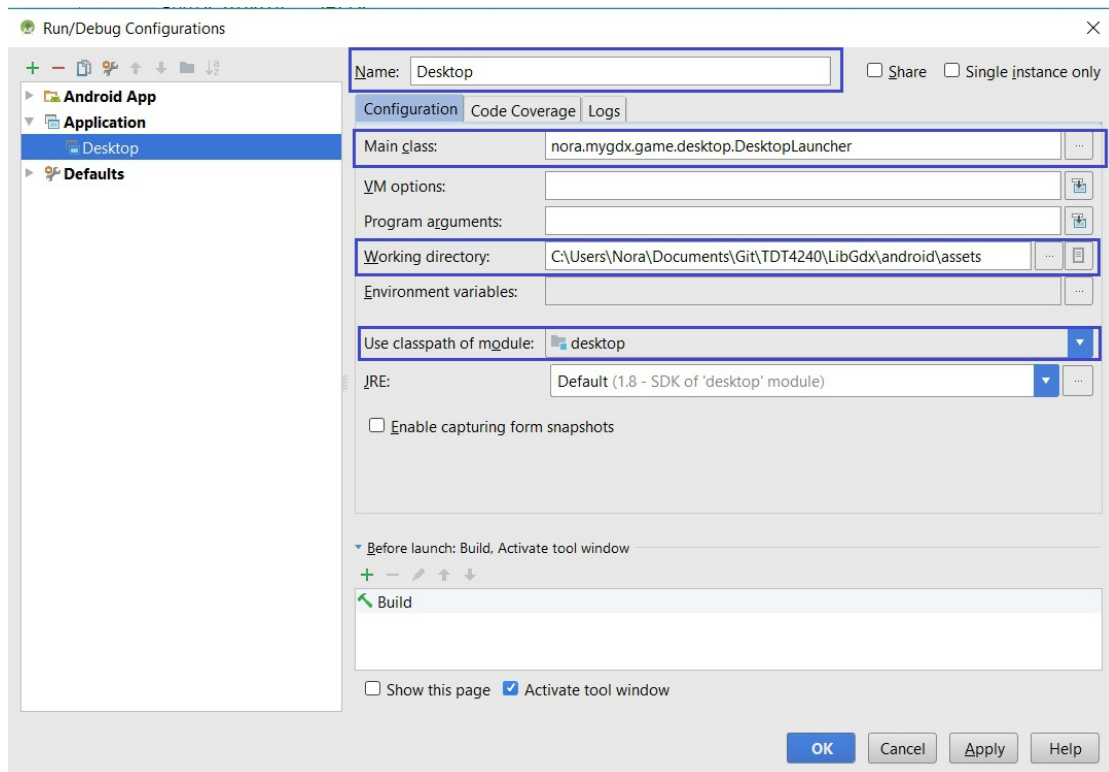 Run/Debug Configurations
Name: Desktop
Share
Single instance only
Android App
Application
Desktop
Defaults
Configuration
Code Coverage
Logs
Main class: nora.mygdx.game.desktop.DesktopLauncher
VM options:
Program arguments:
Working directory: C:\Users\Nora\Documents\Git\TDT4240\LibGdx\android\assets
Environment variables:
Use classpath of module: desktop
JRE: Default (1.8 - SDK of 'desktop' module)
Enable capturing form snapshots
Before launch: Build, Activate tool window
Build
Show this page
Activate tool window
OK
Cancel
Apply
Help